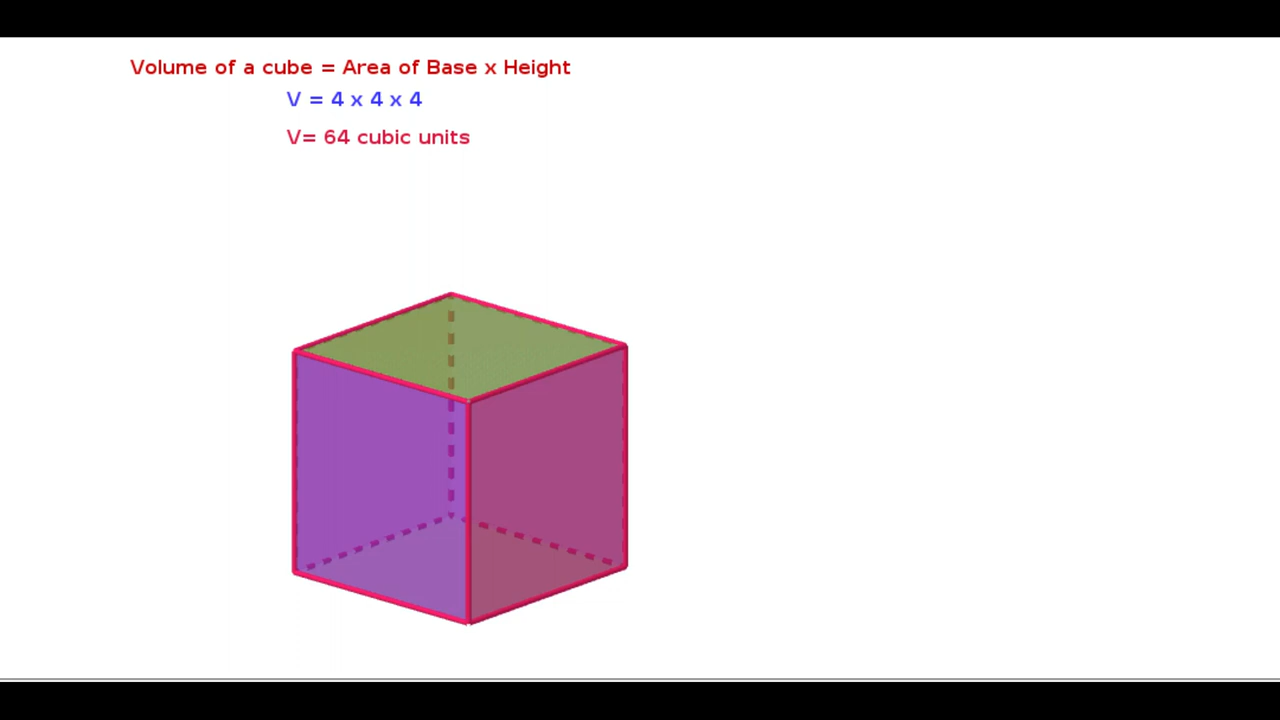 Volume of a cube = Area of Base x Height
V = 4 x 4 x 4
V= 64 cubic units